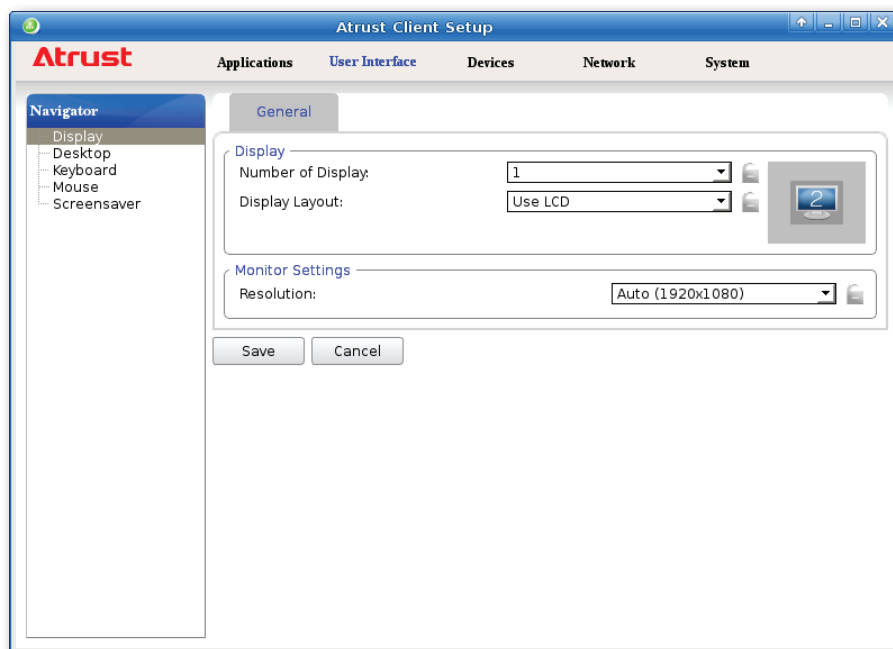 Atrust Client Setup
Atrust
Applications User Interface Devices Network System
Navigator
Display
Desktop
Keyboard
Mouse
Screensaver
General
Display
Number of Display: 1
Display Layout: Use LCD
2
Monitor Settings
Resolution: Auto (1920x1080)
Save Cancel